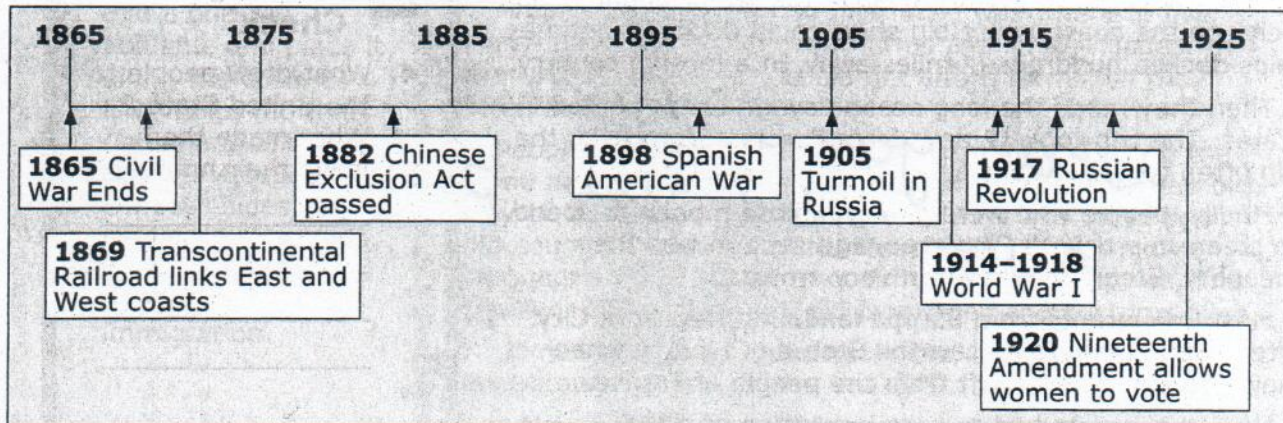 1865 1875 1885 1895 1905 1915 1925
1865 Civil
War Ends
1882 Chinese
Exclusion Act
passed
1898 Spanish
American War
1905
Turmoil in
Russia
1917 Russian
Revolution
1869 Transcontinental
Railroad links East and
West coasts
1914–1918
World War I
1920 Nineteenth
Amendment allows
women to vote